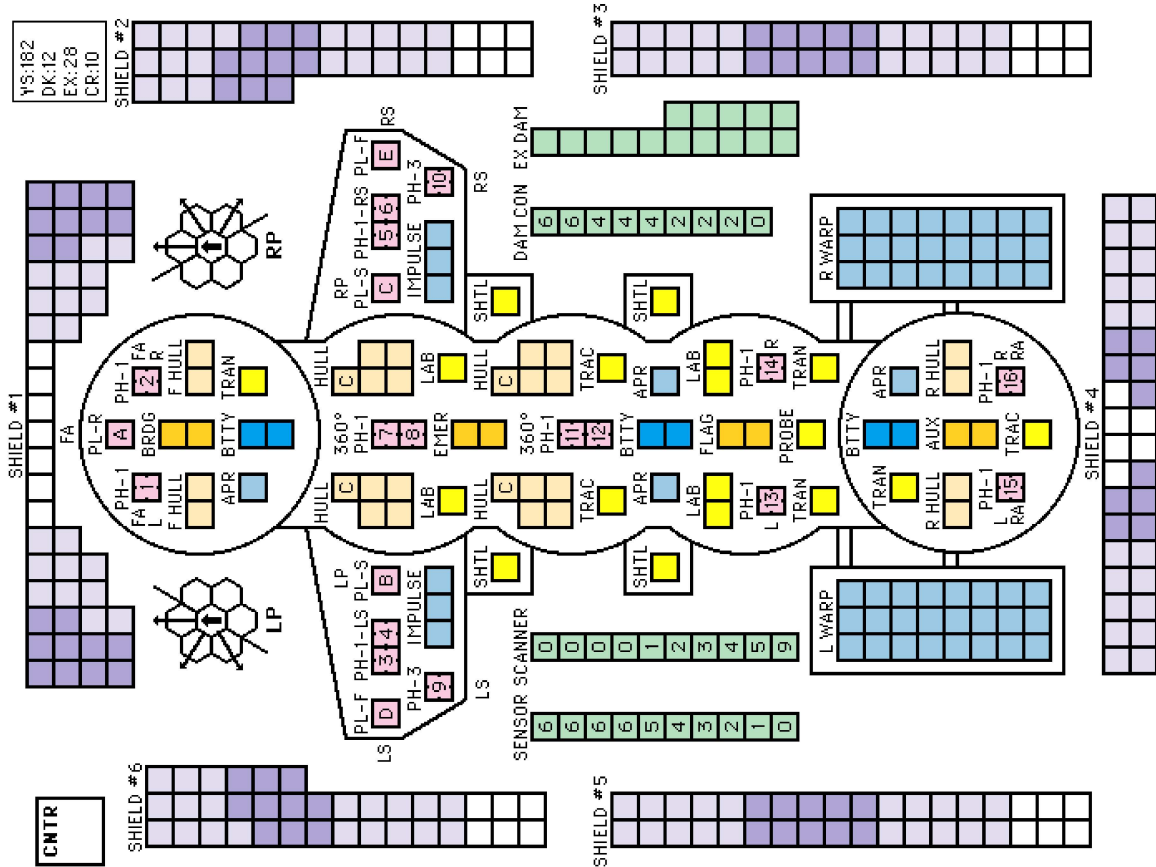 CNTR
SHIELD #1
YS:182
DK:12
EX:28
CR:10
SHIELD #6
SHIELD #2
FA
PL-R
A
PH-1
1
FA
L
PH-1
2
FA
R
BRDG
F HULL
F HULL
APR
BTTY
TRAN
LP
RP
LS
PL-F
D
PH-1-LS
3 4
LP
PL-S
B
PH-3
9
IMPULSE
LS
HULL
C
360°
PH-1
7
8
HULL
C
RP
PL-S
C
PH-1-RS
5 6
PL-F
E
RS
IMPULSE
PH-3
10
RS
LAB
EMER
LAB
SHTL
SHTL
HULL
C
360°
PH-1
11
12
HULL
C
SENSOR
6 6 6 6 5 4 3 2 1 0
SCANNER
0 0 0 0 1 2 3 4 5 9
DAM CON
6 6 4 4 4 2 2 2 0
EX DAM
TRAC
TRAC
APR
BTTY
APR
SHTL
SHTL
SHIELD #5
SHIELD #3
LAB
FLAG
LAB
PH-1
L
13
PH-1
14
R
TRAN
PROBE
TRAN
L WARP
R WARP
TRAN
BTTY
APR
R HULL
AUX
R HULL
PH-1
15
L
RA
TRAC
PH-1
16
R
RA
SHIELD #4